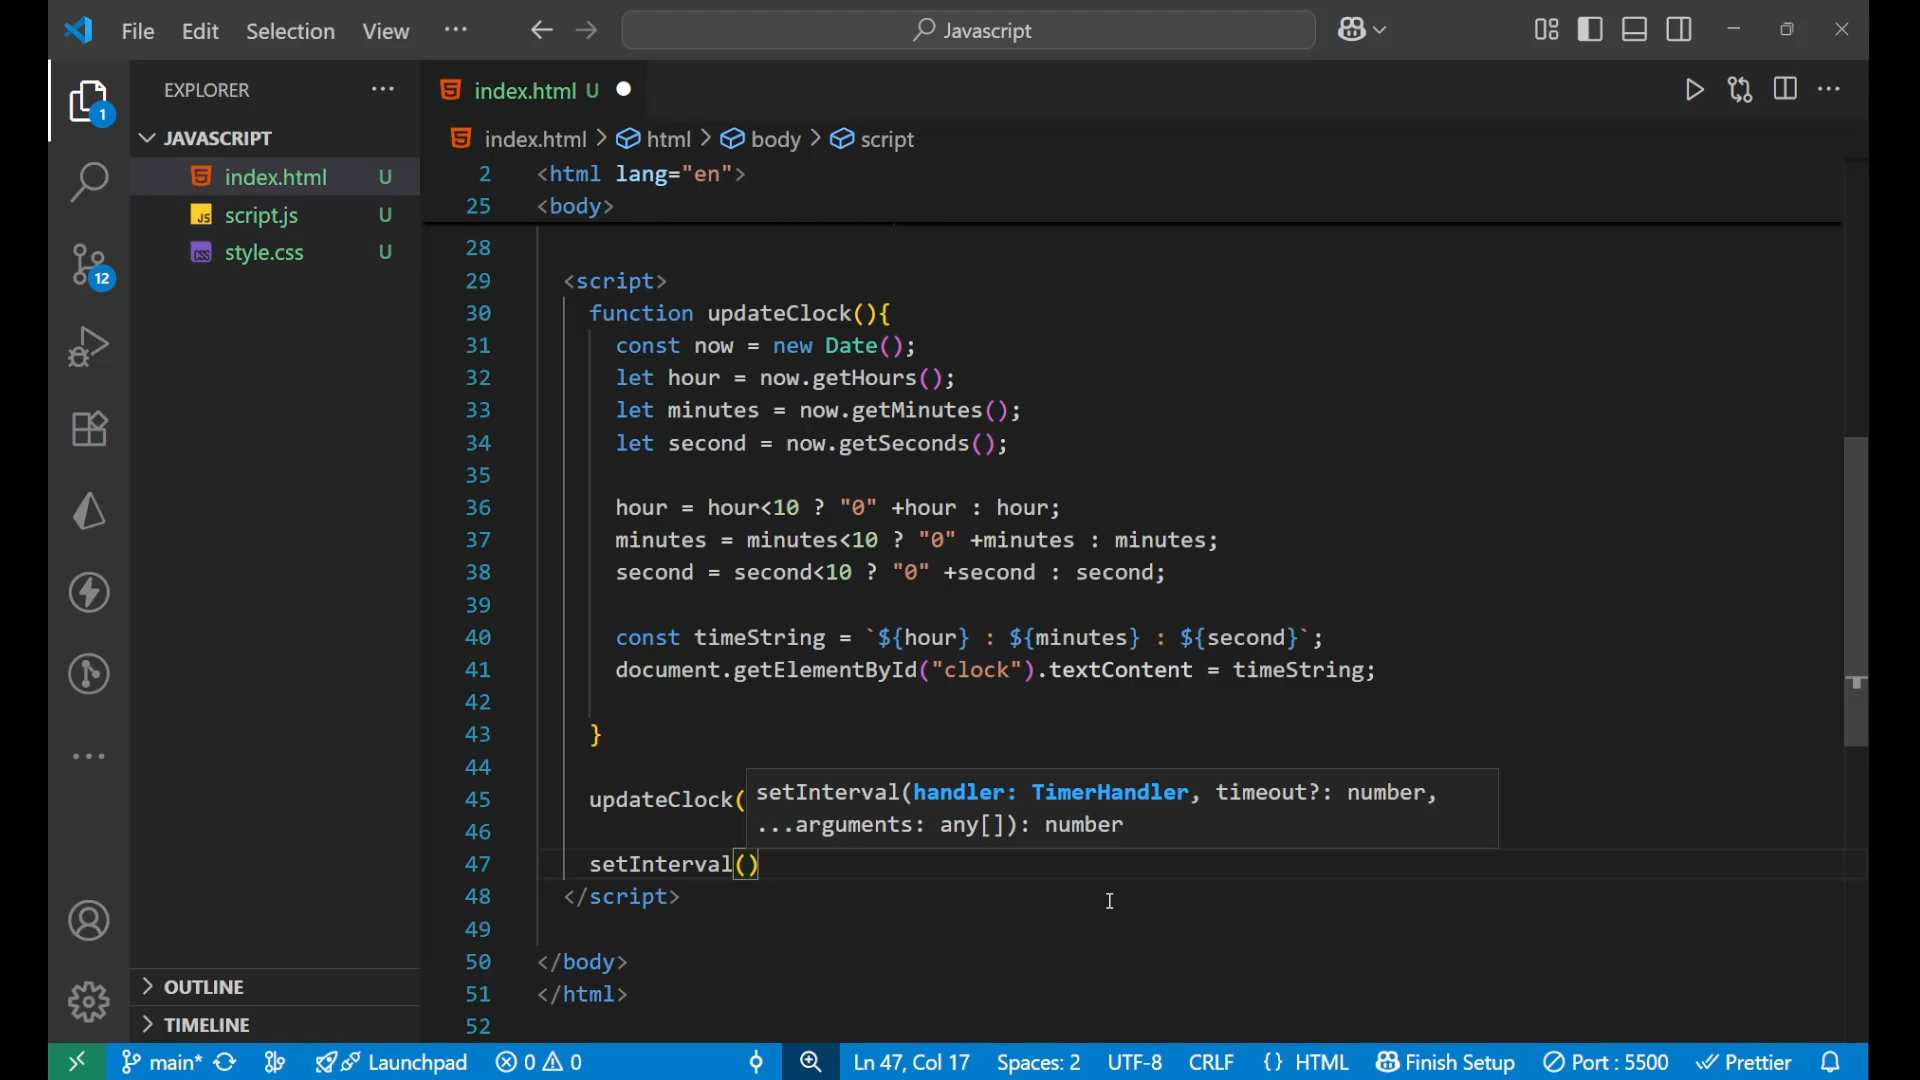 File Edit Selection View ··· Javascript
EXPLORER ···
index.html U
index.html > html > body > script
JAVASCRIPT
index.html U
script.js U
style.css U
1
12
2 <html lang="en">
25 <body>
28
29 <script>
30 function updateClock(){
31 const now = new Date();
32 let hour = now.getHours();
33 let minutes = now.getMinutes();
34 let second = now.getSeconds();
35
36 hour = hour<10 ? "0" +hour : hour;
37 minutes = minutes<10 ? "0" +minutes : minutes;
38 second = second<10 ? "0" +second : second;
39
40 const timeString = `${hour} : ${minutes} : ${second}`;
41 document.getElementById("clock").textContent = timeString;
42
43 }
44
45 updateClock(
setInterval(handler: TimerHandler, timeout?: number,
...arguments: any[]): number
46
47 setInterval()
48 </script>
49
50 </body>
51 </html>
52
OUTLINE
TIMELINE
main* Launchpad 0 0 Ln 47, Col 17 Spaces: 2 UTF-8 CRLF {} HTML Finish Setup Port : 5500 Prettier